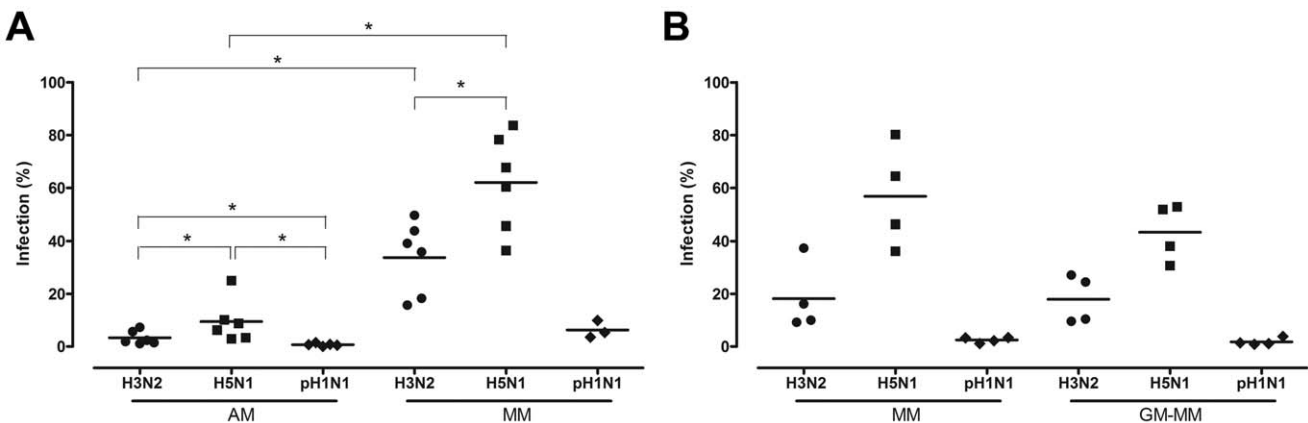 A
B
*
*
*
*
*
*
Infection (%)
100
80
60
40
20
0
H3N2 H5N1 pH1N1 H3N2 H5N1 pH1N1
AM MM
Infection (%)
100
80
60
40
20
0
H3N2 H5N1 pH1N1 H3N2 H5N1 pH1N1
MM GM-MM